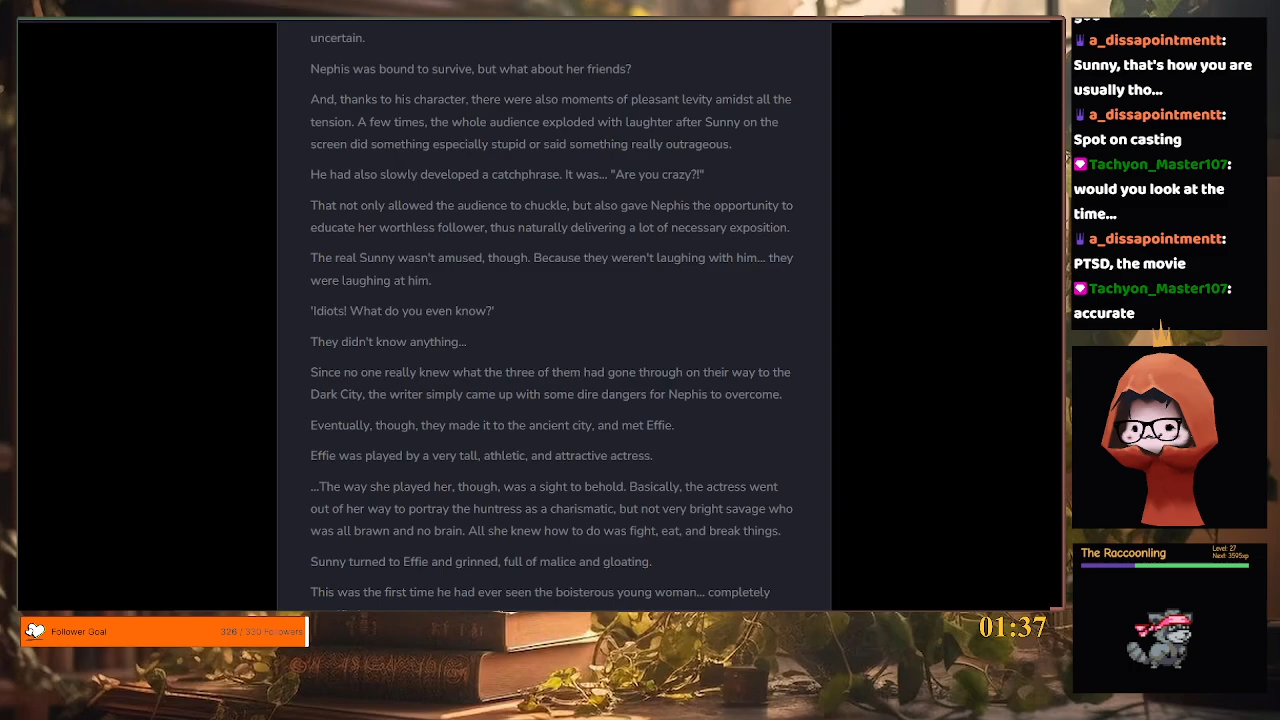 uncertain.
Nephis was bound to survive, but what about her friends?
And, thanks to his character, there were also moments of pleasant levity amidst all the
tension. A few times, the whole audience exploded with laughter after Sunny on the
screen did something especially stupid or said something really outrageous.
He had also slowly developed a catchphrase. It was... "Are you crazy?!"
That not only allowed the audience to chuckle, but also gave Nephis the opportunity to
educate her worthless follower, thus naturally delivering a lot of necessary exposition.
The real Sunny wasn't amused, though. Because they weren't laughing with him... they
were laughing at him.
'Idiots! What do you even know?'
They didn't know anything...
Since no one really knew what the three of them had gone through on their way to the
Dark City, the writer simply came up with some dire dangers for Nephis to overcome.
Eventually, though, they made it to the ancient city, and met Effie.
Effie was played by a very tall, athletic, and attractive actress.
...The way she played her, though, was a sight to behold. Basically, the actress went
out of her way to portray the huntress as a charismatic, but not very bright savage who
was all brawn and no brain. All she knew how to do was fight, eat, and break things.
Sunny turned to Effie and grinned, full of malice and gloating.
This was the first time he had ever seen the boisterous young woman... completely
a_dissapointmentt:
Sunny, that's how you are
usually tho...
a_dissapointmentt:
Spot on casting
Tachyon_Master107:
would you look at the
time...
a_dissapointmentt:
PTSD, the movie
Tachyon_Master107:
accurate
The Raccoonling
Level: 27
Next: 3595xp
Follower Goal
326 / 330 Followers
01:37